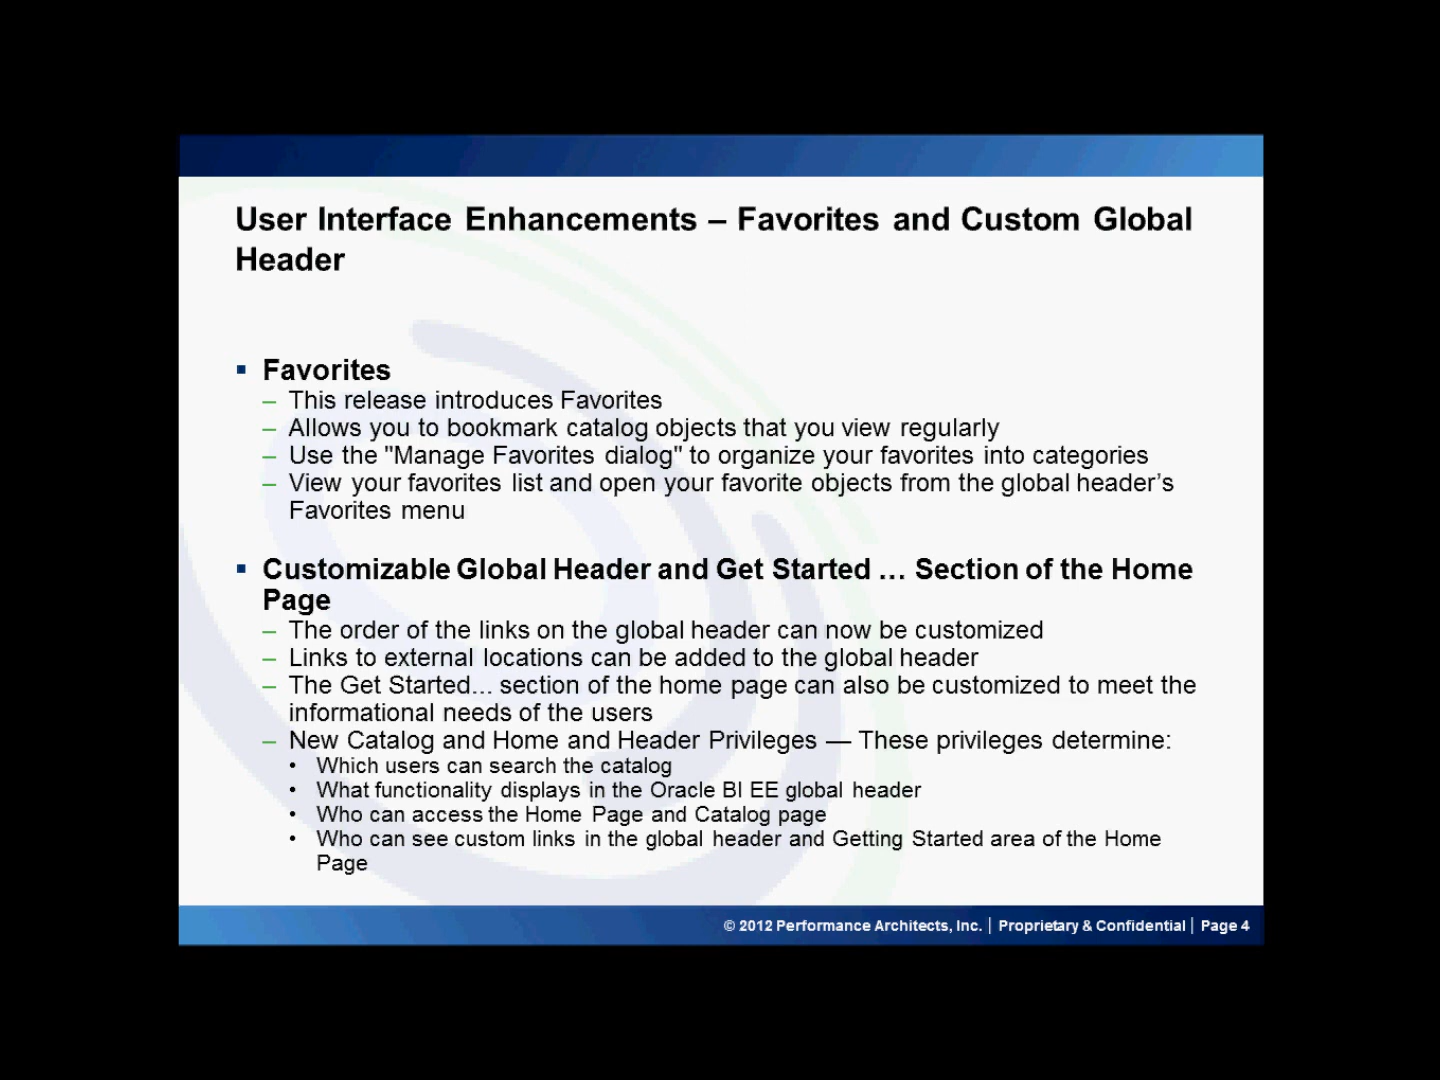 User Interface Enhancements – Favorites and Custom Global
Header
▪ Favorites
– This release introduces Favorites
– Allows you to bookmark catalog objects that you view regularly
– Use the "Manage Favorites dialog" to organize your favorites into categories
– View your favorites list and open your favorite objects from the global header’s
Favorites menu
▪ Customizable Global Header and Get Started … Section of the Home
Page
– The order of the links on the global header can now be customized
– Links to external locations can be added to the global header
– The Get Started... section of the home page can also be customized to meet the
informational needs of the users
– New Catalog and Home and Header Privileges — These privileges determine:
• Which users can search the catalog
• What functionality displays in the Oracle BI EE global header
• Who can access the Home Page and Catalog page
• Who can see custom links in the global header and Getting Started area of the Home
Page
© 2012 Performance Architects, Inc. | Proprietary & Confidential | Page 4